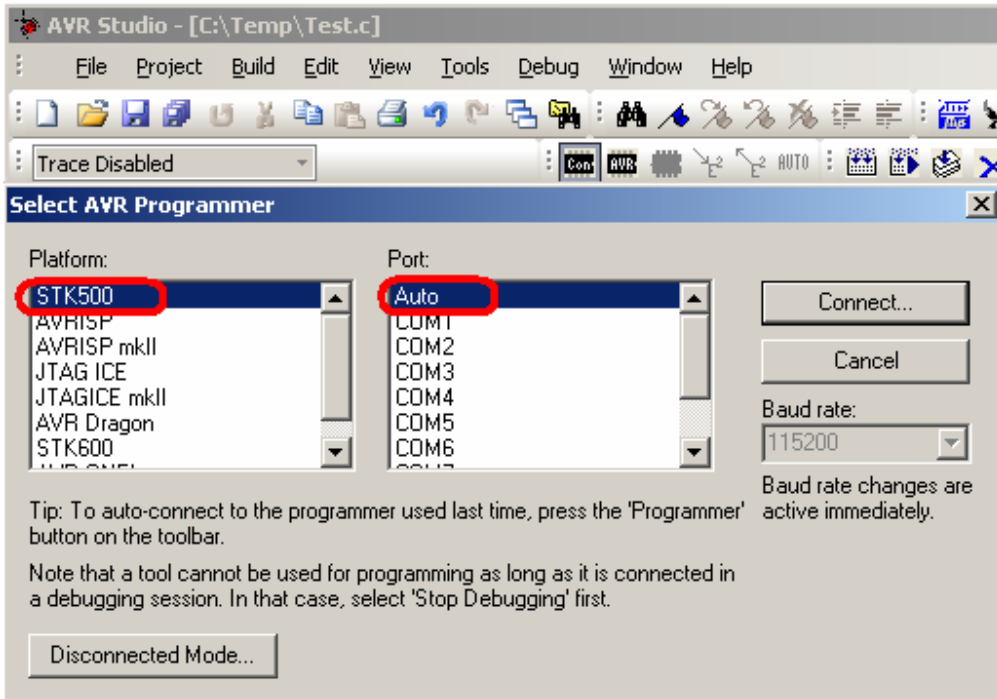 AVR Studio - [C:\Temp\Test.c]
File Project Build Edit View Tools Debug Window Help
Trace Disabled
Con AVR AUTO
Select AVR Programmer
Platform:
Port:
STK500
AVRISP
AVRISP mkII
JTAG ICE
JTAGICE mkII
AVR Dragon
STK600
Auto
COM1
COM2
COM3
COM4
COM5
COM6
Connect...
Cancel
Baud rate:
115200
Baud rate changes are
active immediately.
Tip: To auto-connect to the programmer used last time, press the 'Programmer'
button on the toolbar.
Note that a tool cannot be used for programming as long as it is connected in
a debugging session. In that case, select 'Stop Debugging' first.
Disconnected Mode...